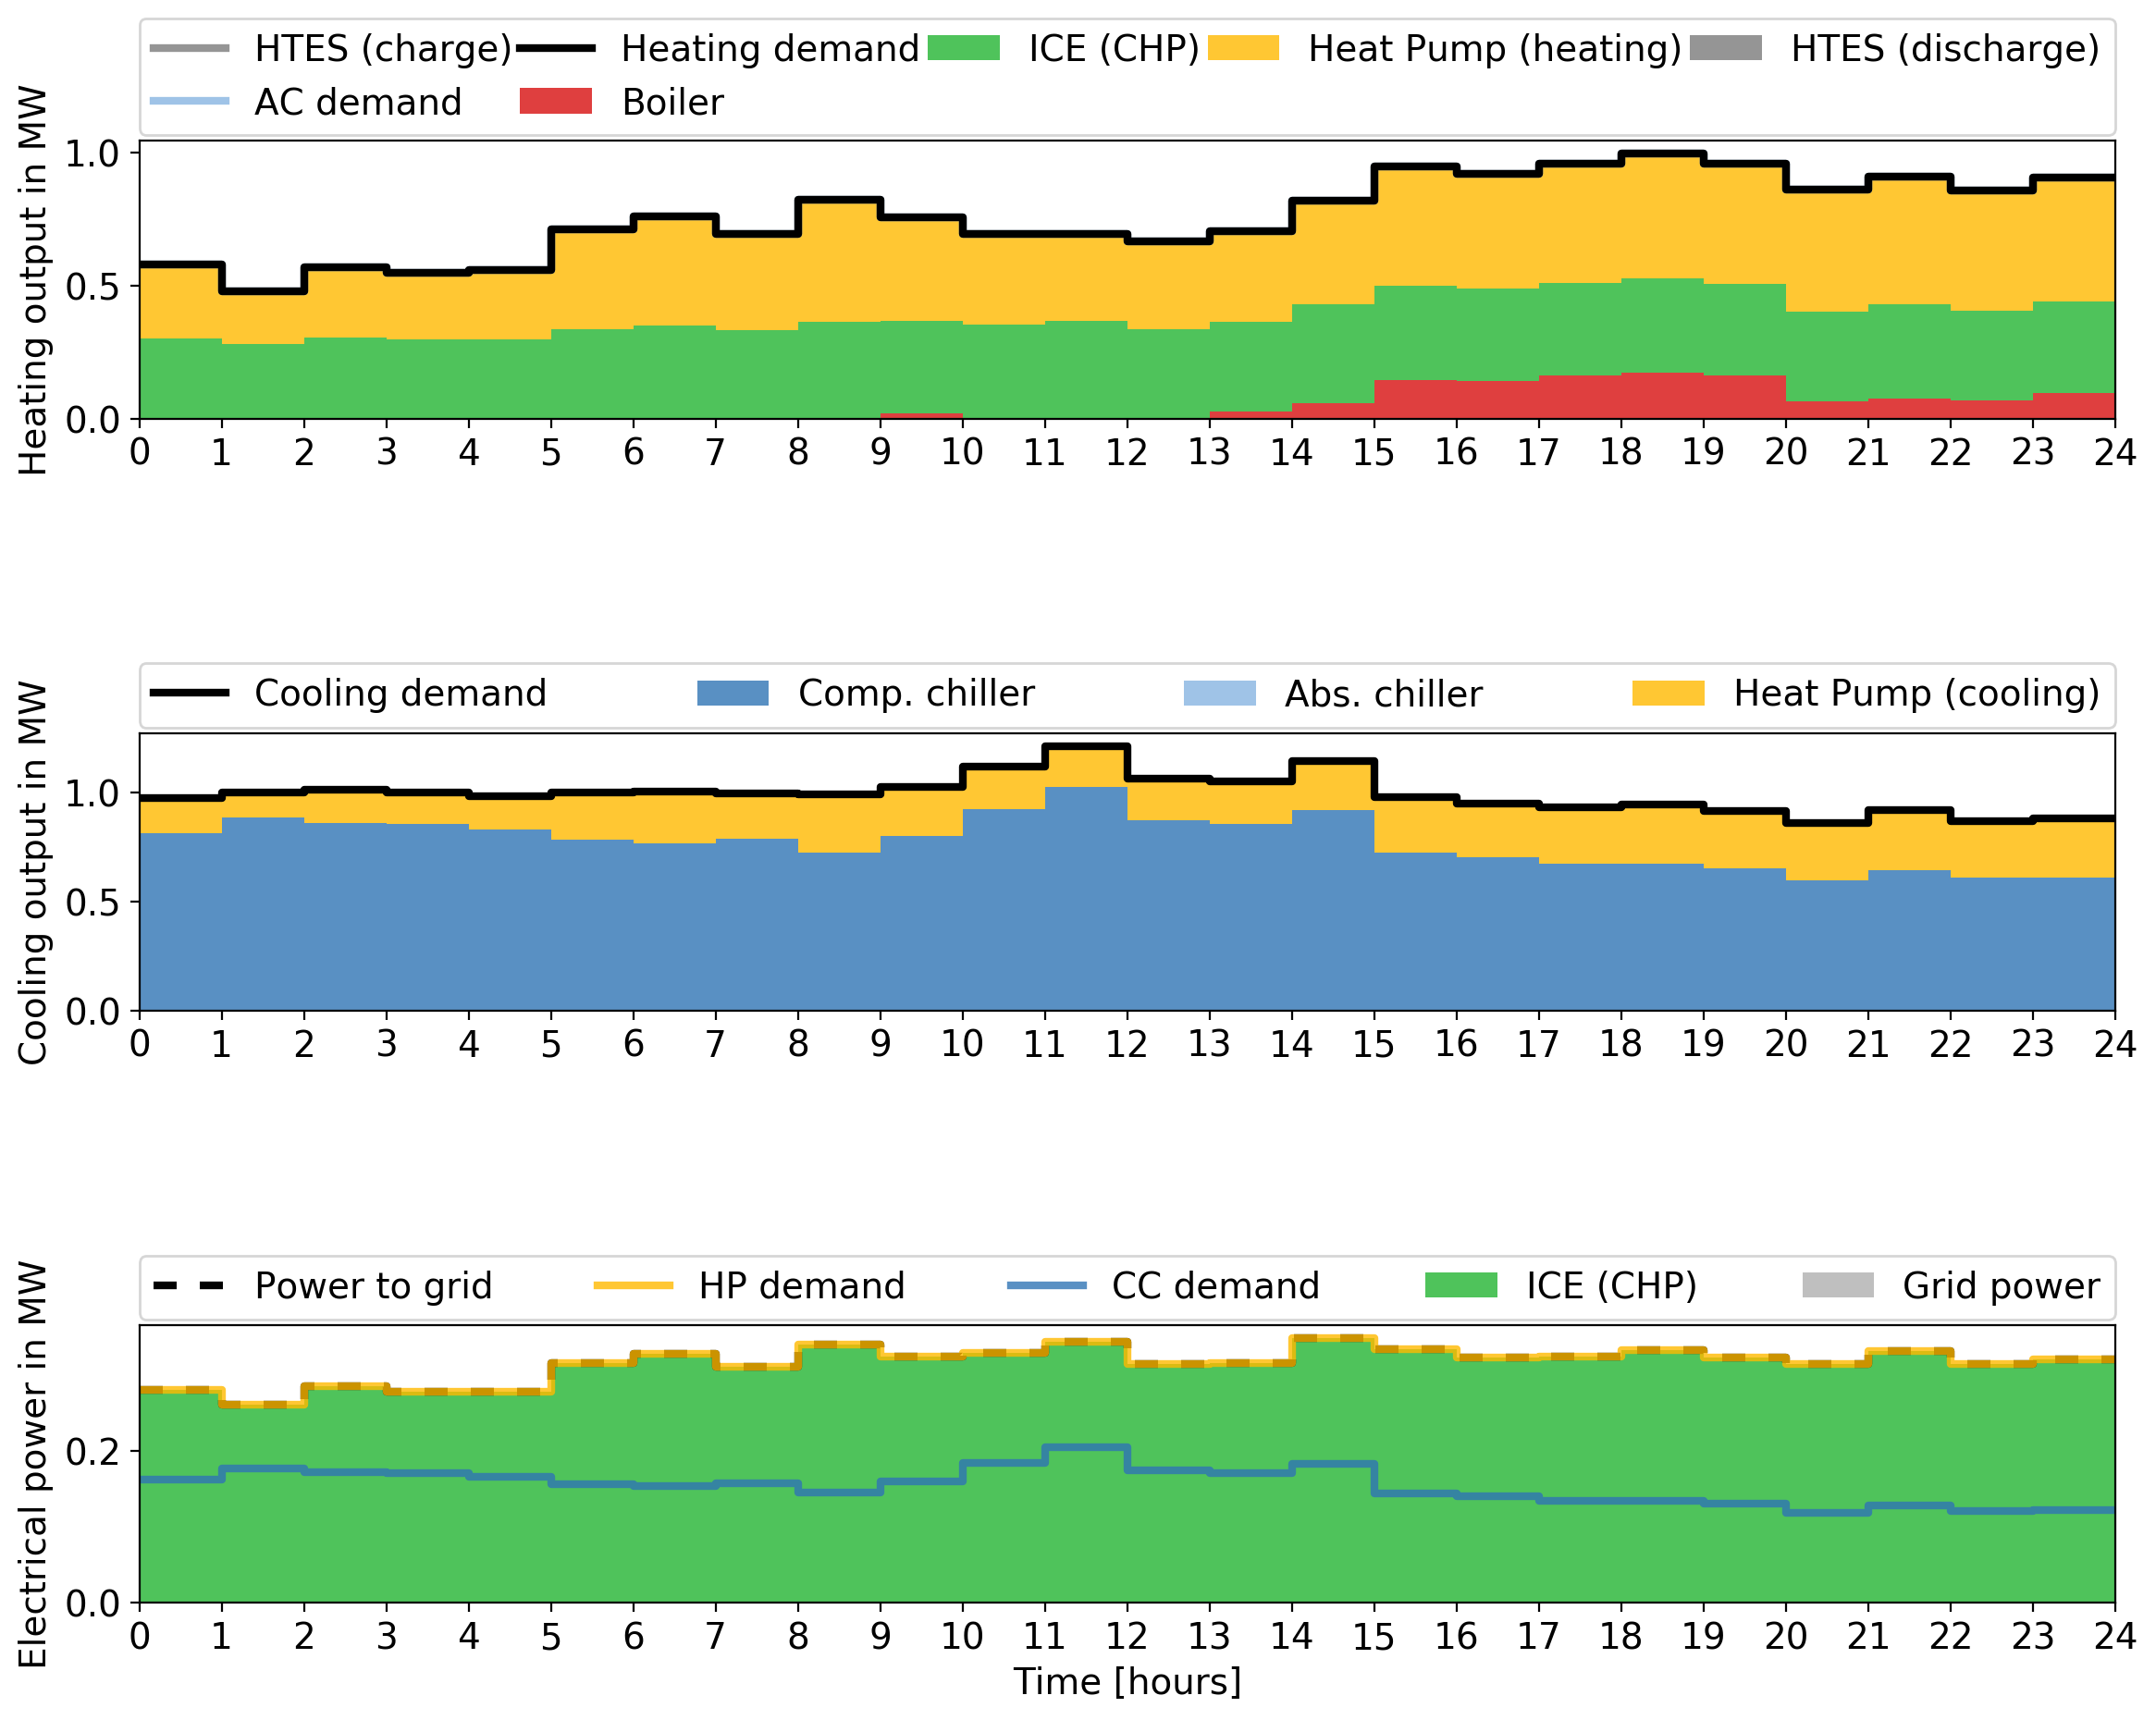 HTES (charge) Heating demand ICE (CHP) Heat Pump (heating) HTES (discharge)
AC demand Boiler
Heating output in MW
1.0
0.5
0.0
0 1 2 3 4 5 6 7 8 9 10 11 12 13 14 15 16 17 18 19 20 21 22 23 24
Cooling demand Comp. chiller Abs. chiller Heat Pump (cooling)
Cooling output in MW
1.0
0.5
0.0
0 1 2 3 4 5 6 7 8 9 10 11 12 13 14 15 16 17 18 19 20 21 22 23 24
Power to grid HP demand CC demand ICE (CHP) Grid power
Electrical power in MW
0.2
0.0
0 1 2 3 4 5 6 7 8 9 10 11 12 13 14 15 16 17 18 19 20 21 22 23 24
Time [hours]